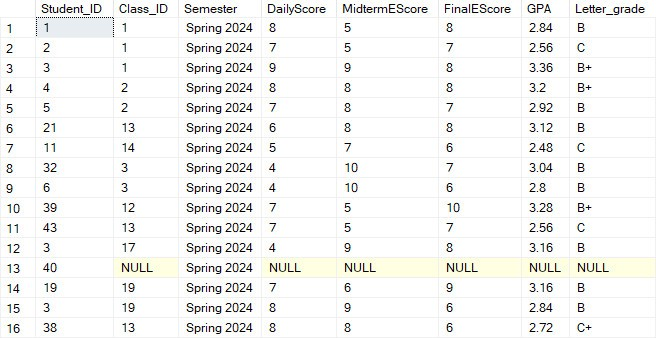 Student_ID Class_ID Semester DailyScore MidtermEScore FinalEScore GPA Letter_grade
1 1 1 Spring 2024 8 5 8 2.84 B
2 2 1 Spring 2024 7 5 7 2.56 C
3 3 1 Spring 2024 9 9 8 3.36 B+
4 4 2 Spring 2024 8 8 8 3.2 B+
5 5 2 Spring 2024 7 8 7 2.92 B
6 21 13 Spring 2024 6 8 8 3.12 B
7 11 14 Spring 2024 5 7 6 2.48 C
8 32 3 Spring 2024 4 10 7 3.04 B
9 6 3 Spring 2024 4 10 6 2.8 B
10 39 12 Spring 2024 7 5 10 3.28 B+
11 43 13 Spring 2024 7 5 7 2.56 C
12 3 17 Spring 2024 4 9 8 3.16 B
13 40 NULL Spring 2024 NULL NULL NULL NULL NULL
14 19 19 Spring 2024 7 6 9 3.16 B
15 3 19 Spring 2024 8 9 6 2.84 B
16 38 13 Spring 2024 8 8 6 2.72 C+